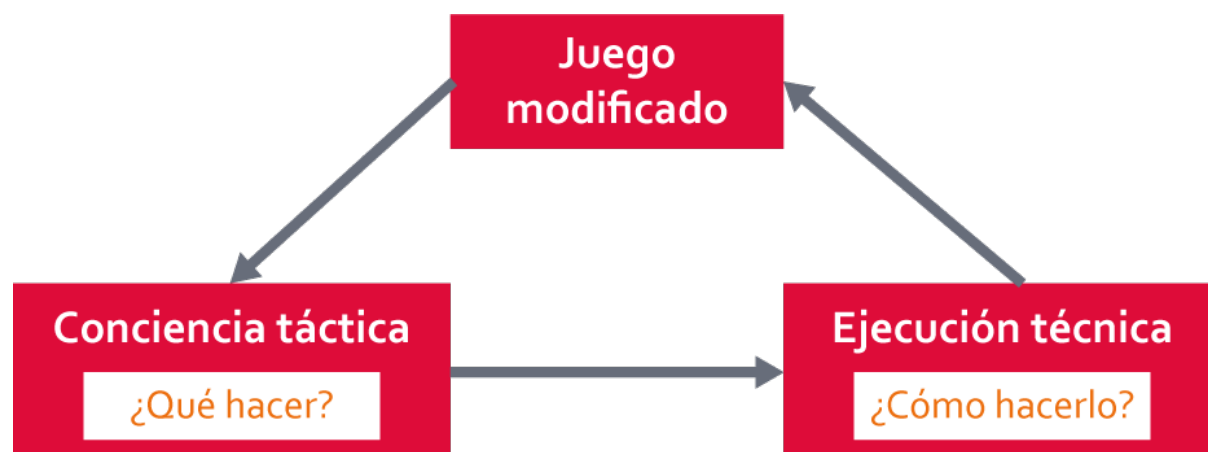 Juego
modificado
Conciencia táctica
¿Qué hacer?
Ejecución técnica
¿Cómo hacerlo?